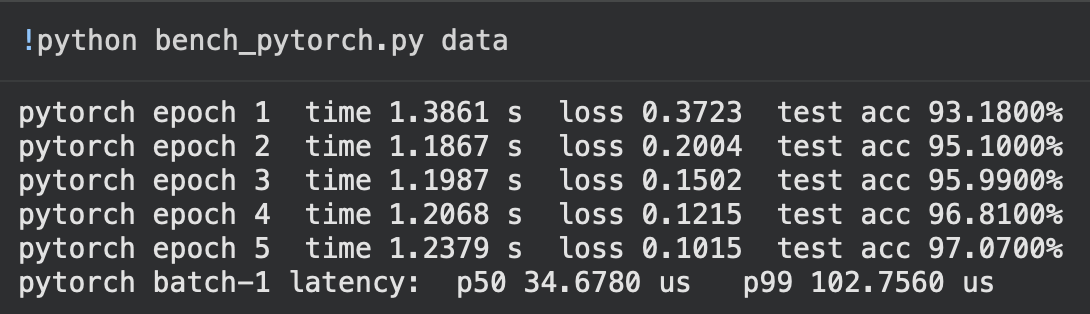 !python bench_pytorch.py data
pytorch epoch 1  time 1.3861 s  loss 0.3723  test acc 93.1800%
pytorch epoch 2  time 1.1867 s  loss 0.2004  test acc 95.1000%
pytorch epoch 3  time 1.1987 s  loss 0.1502  test acc 95.9900%
pytorch epoch 4  time 1.2068 s  loss 0.1215  test acc 96.8100%
pytorch epoch 5  time 1.2379 s  loss 0.1015  test acc 97.0700%
pytorch batch-1 latency:  p50 34.6780 us   p99 102.7560 us